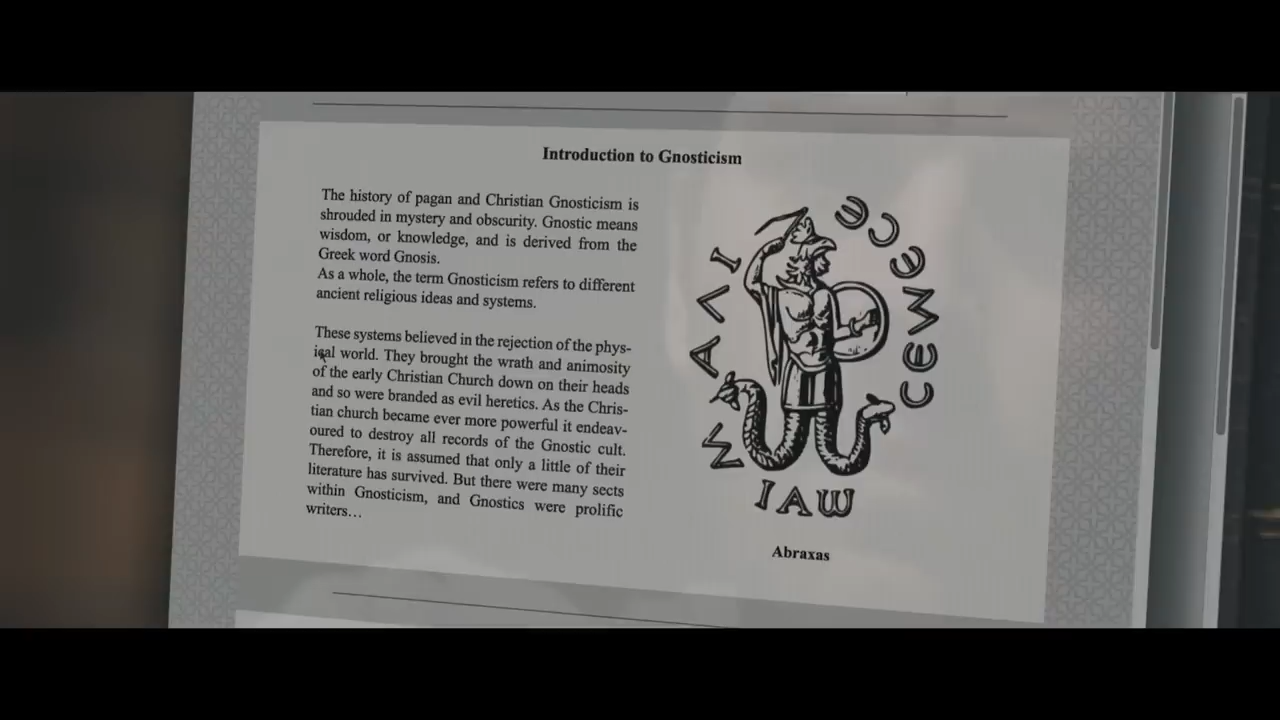 Introduction to Gnosticism
The history of pagan and Christian Gnosticism is
shrouded in mystery and obscurity. Gnostic means
wisdom, or knowledge, and is derived from the
Greek word Gnosis.
As a whole, the term Gnosticism refers to different
ancient religious ideas and systems.
These systems believed in the rejection of the phys-
ical world. They brought the wrath and animosity
of the early Christian Church down on their heads
and so were branded as evil heretics. As the Chris-
tian church became ever more powerful it endeav-
oured to destroy all records of the Gnostic cult.
Therefore, it is assumed that only a little of their
literature has survived. But there were many sects
within Gnosticism, and Gnostics were prolific
writers…
IAW
Abraxas